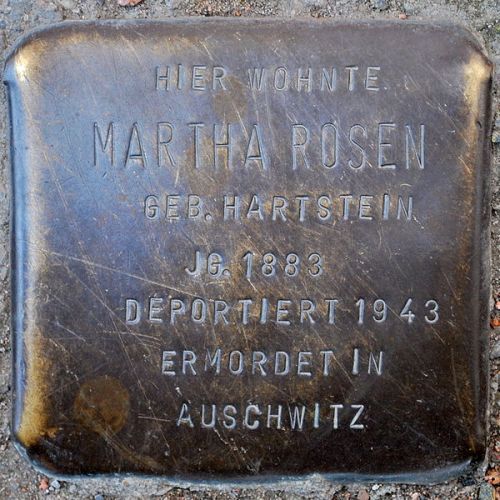 HIER WOHNTE
MARTHA ROSEN
GEB. HARTSTEIN
JG. 1883
DEPORTIERT 1943
ERMORDET IN
AUSCHWITZ